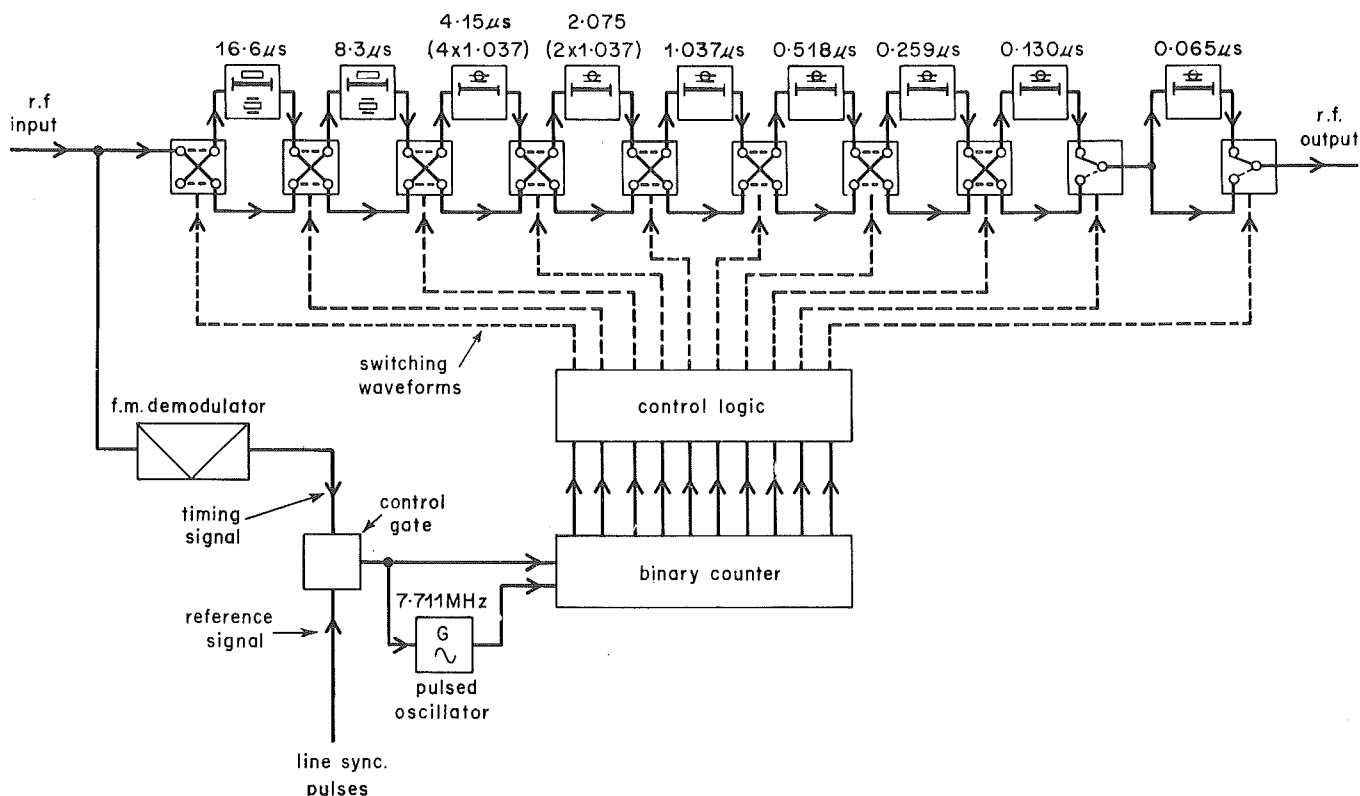 4·15μs
2·075
16·6μs
8·3μs
(4x1·037)
(2x1·037)
1·037μs
0·518μs
0·259μs
0·130μs
0·065μs
r.f
input
r.f.
output
switching
waveforms
f.m. demodulator
control logic
timing
signal
control
gate
binary counter
7·711MHz
reference
signal
G
pulsed
oscillator
line sync.
pulses